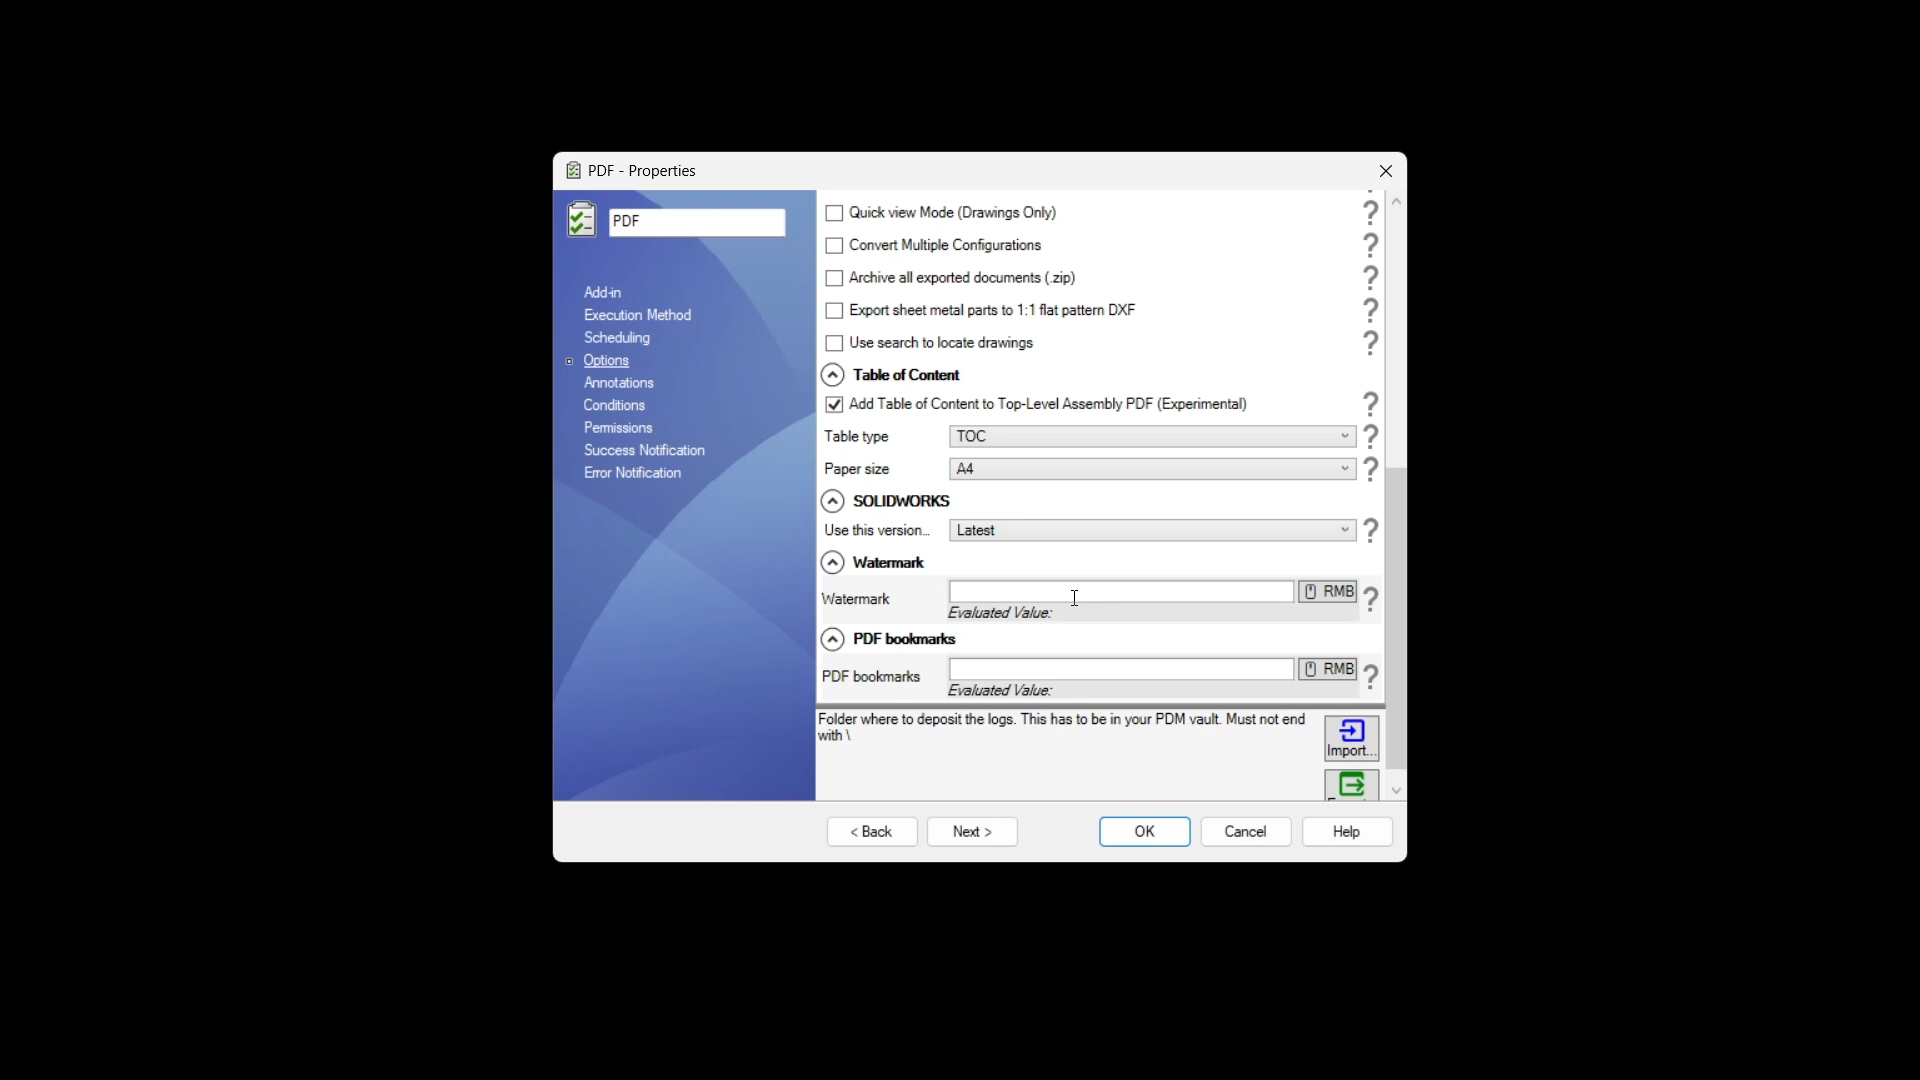 PDF - Properties
PDF
Add-in
Execution Method
Scheduling
Options
Annotations
Conditions
Permissions
Success Notification
Error Notification
Quick view Mode (Drawings Only) ?
Convert Multiple Configurations ?
Archive all exported documents (.zip) ?
Export sheet metal parts to 1:1 flat pattern DXF ?
Use search to locate drawings ?
Table of Content
Add Table of Content to Top-Level Assembly PDF (Experimental) ?
Table type TOC ?
Paper size A4 ?
SOLIDWORKS
Use this version... Latest ?
Watermark
Watermark RMB ?
Evaluated Value:
PDF bookmarks
PDF bookmarks RMB ?
Evaluated Value:
Folder where to deposit the logs. This has to be in your PDM vault. Must not end
with \
Import...
< Back Next > OK Cancel Help